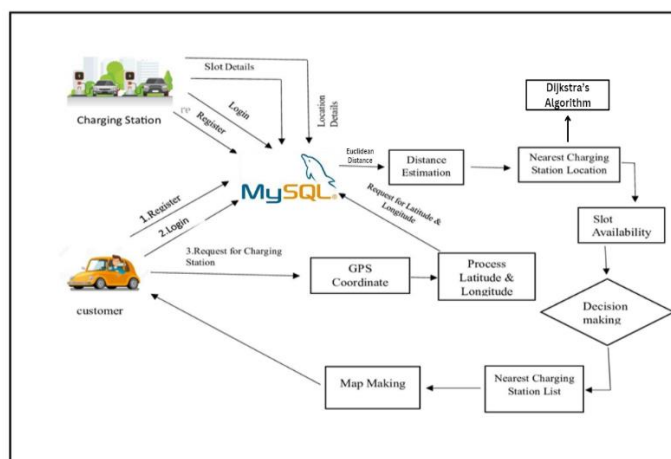 Slot Details
Login
Register
re
Location
Details
Charging Station
Dijkstra's
Algorithm
MySQL®
Euclidean
Distance
Distance
Estimation
Nearest Charging
Station Location
Request for Latitude &
Longitude
1.Register
2.Login
Slot
Availability
3.Request for Charging
Station
GPS
Coordinate
Process
Latitude &
Longitude
customer
Decision
making
Map Making
Nearest Charging
Station List